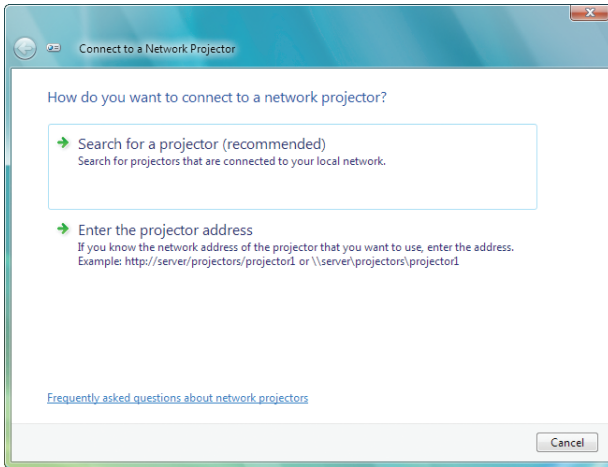 Connect to a Network Projector
How do you want to connect to a network projector?
Search for a projector (recommended)
Search for projectors that are connected to your local network.
Enter the projector address
If you know the network address of the projector that you want to use, enter the address.
Example: http://server/projectors/projector1 or \\server\projectors\projector1
Frequently asked questions about network projectors
Cancel